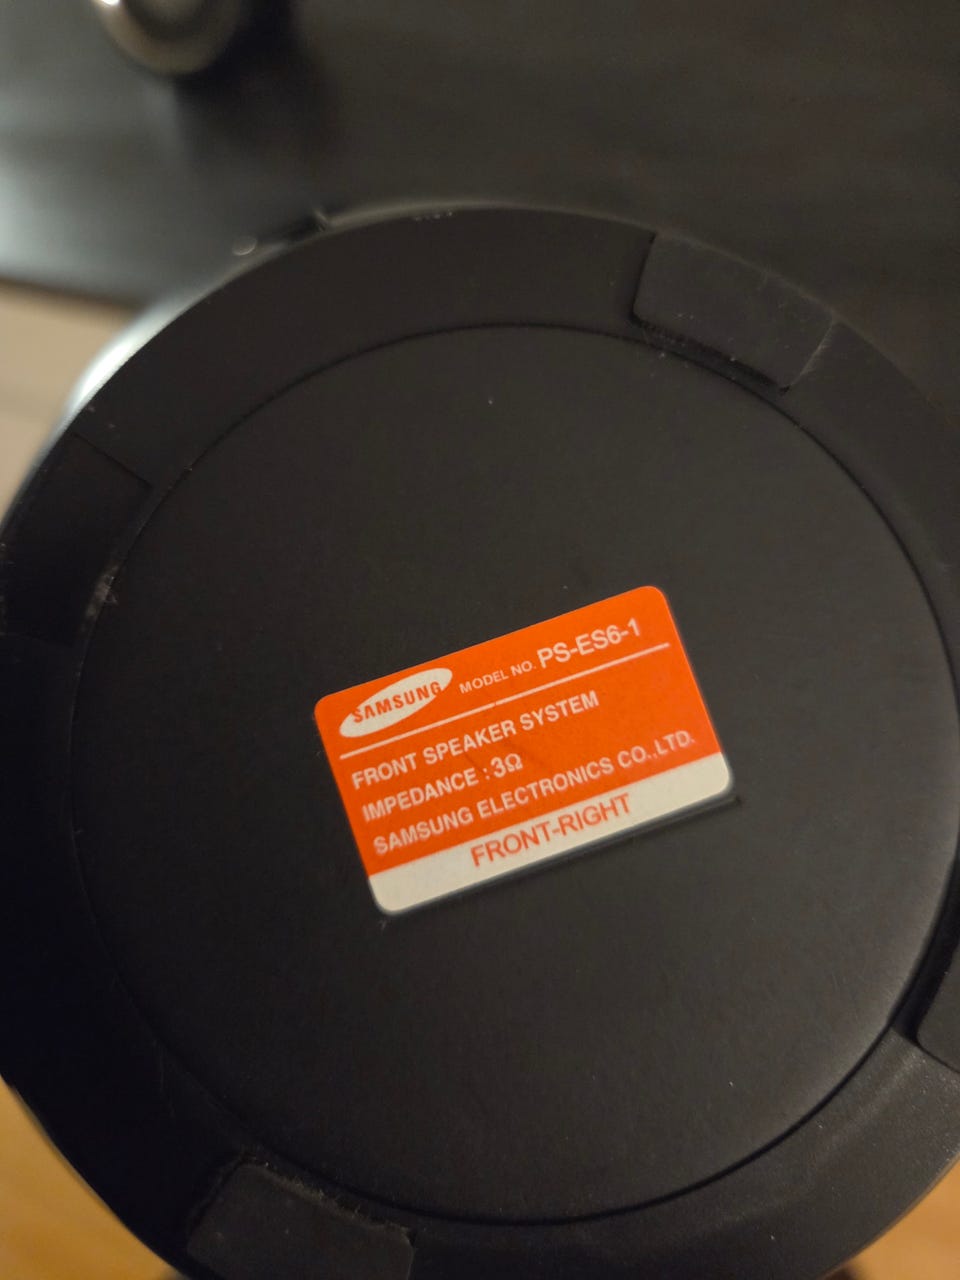 SAMSUNG MODEL NO. PS-ES6-1
FRONT SPEAKER SYSTEM
IMPEDANCE : 3Ω
SAMSUNG ELECTRONICS CO.,LTD.
FRONT-RIGHT